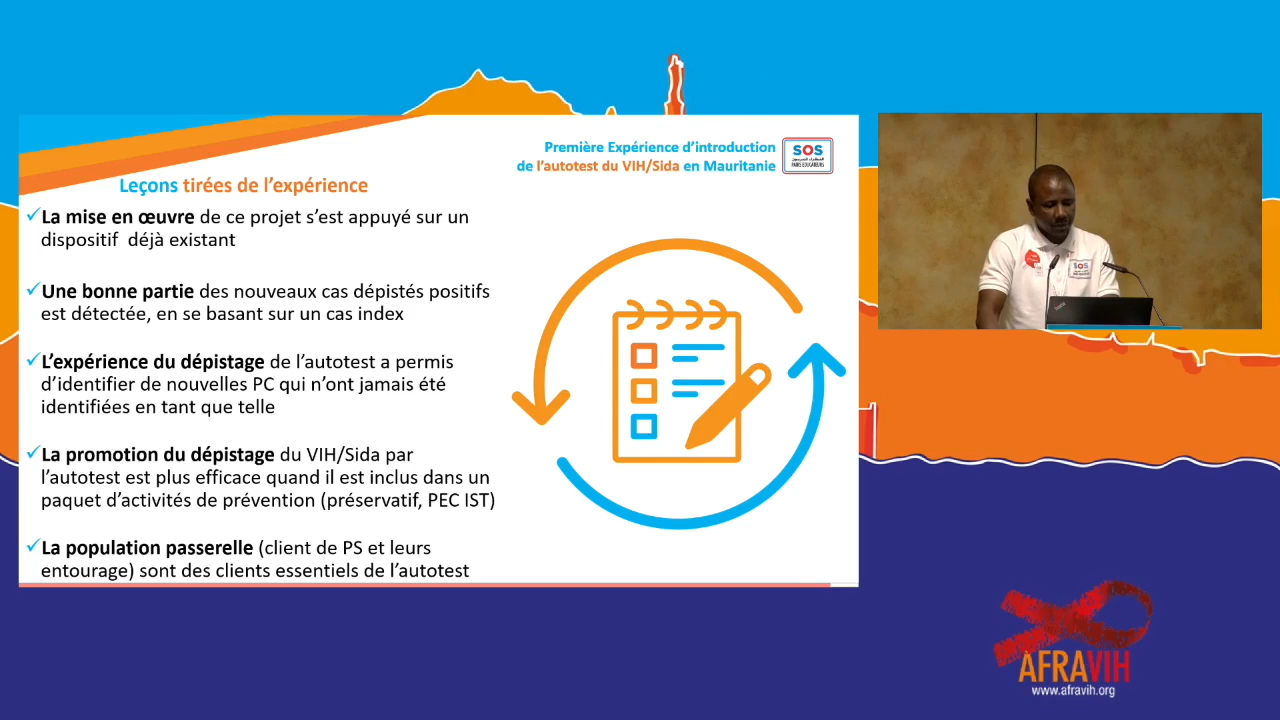 Première Expérience d’introduction
de l’autotest du VIH/Sida en Mauritanie
SOS
PAIRS EDUCATEURS
Leçons tirées de l’expérience
La mise en œuvre de ce projet s’est appuyé sur un
dispositif déjà existant
Une bonne partie des nouveaux cas dépistés positifs
est détectée, en se basant sur un cas index
L’expérience du dépistage de l’autotest a permis
d’identifier de nouvelles PC qui n’ont jamais été
identifiées en tant que telle
La promotion du dépistage du VIH/Sida par
l’autotest est plus efficace quand il est inclus dans un
paquet d’activités de prévention (préservatif, PEC IST)
La population passerelle (client de PS et leurs
entourage) sont des clients essentiels de l’autotest
SOS
AFRAVIH
www.afravih.org